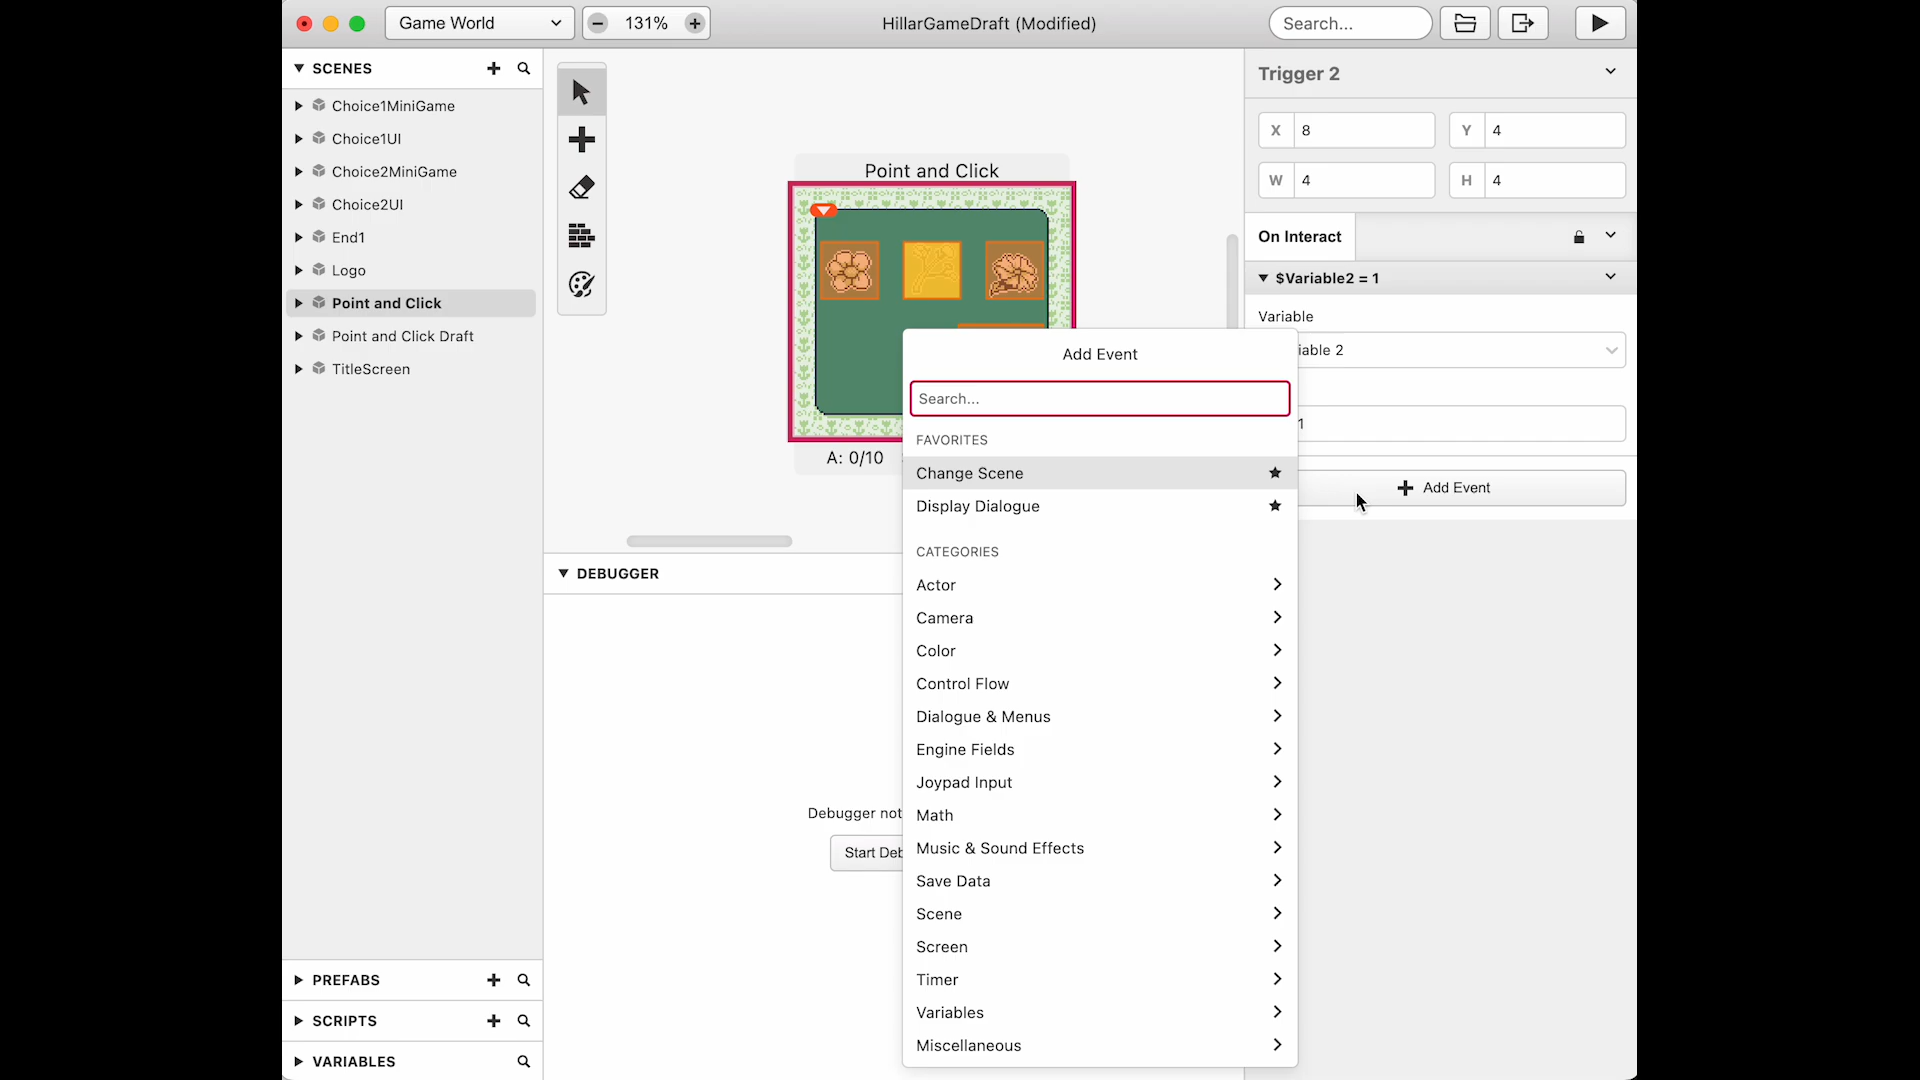 Game World
131%
HillarGameDraft (Modified)
Search...
SCENES
Choice1MiniGame
Choice1UI
Choice2MiniGame
Choice2UI
End1
Logo
Point and Click
Point and Click Draft
TitleScreen
PREFABS
SCRIPTS
VARIABLES
Point and Click
A: 0/10
DEBUGGER
Debugger not
Start Deb
Add Event
Search...
FAVORITES
Change Scene
Display Dialogue
CATEGORIES
Actor
Camera
Color
Control Flow
Dialogue & Menus
Engine Fields
Joypad Input
Math
Music & Sound Effects
Save Data
Scene
Screen
Timer
Variables
Miscellaneous
Trigger 2
X 8
Y 4
W 4
H 4
On Interact
$Variable2 = 1
Variable
iable 2
1
Add Event